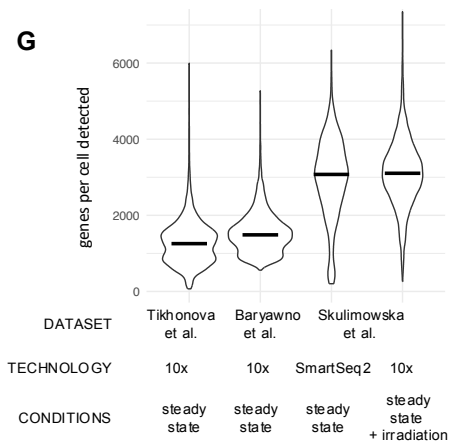 G
genes per cell detected
6000
4000
2000
0
DATASET
Tikhonova
et al.
Baryawno
et al.
Skulimowska
et al.
TECHNOLOGY 10x 10x SmartSeq2 10x
CONDITIONS
steady
state
steady
state
steady
state
steady
state
+ irradiation